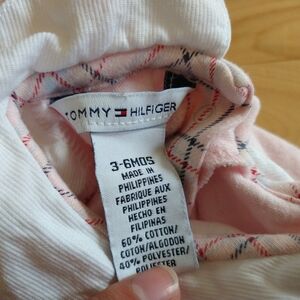 TOMMY HILFIGER
3-6MOS
MADE IN
PHILIPPINES
FABRIQUE AUX
PHILIPPINES
HECHO EN
FILIPINAS
60% COTTON/
COTON/ALGODON
40% POLYESTER/
POLYESTER